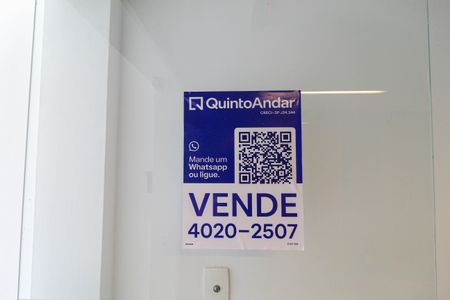 QuintoAndar
Mande um
Whatsapp
ou ligue.
VENDE
4020-2507